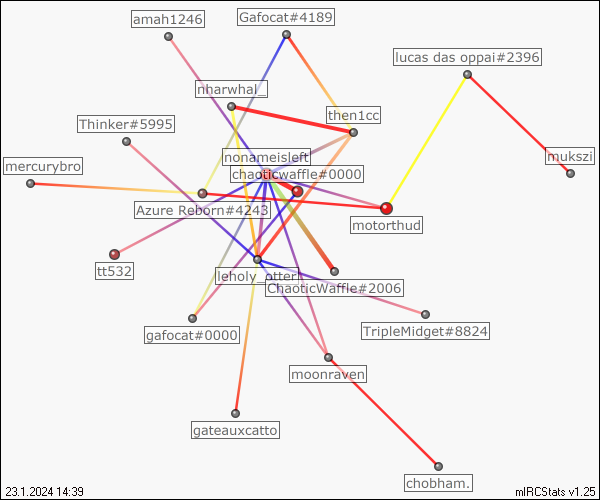 amah1246
Gafocat#4189
lucas das oppai#2396
nharwhal_
then1cc
Thinker#5995
nonameisleft
mukszi
mercurybro
chaoticwaffle#0000
Azure Reborn#4243
motorthud
tt532
leholy_otter
ChaoticWaffle#2006
gafocat#0000
TripleMidget#8824
moonraven
gateauxcatto
chobham.
23.1.2024 14:39
mIRCStats v1.25